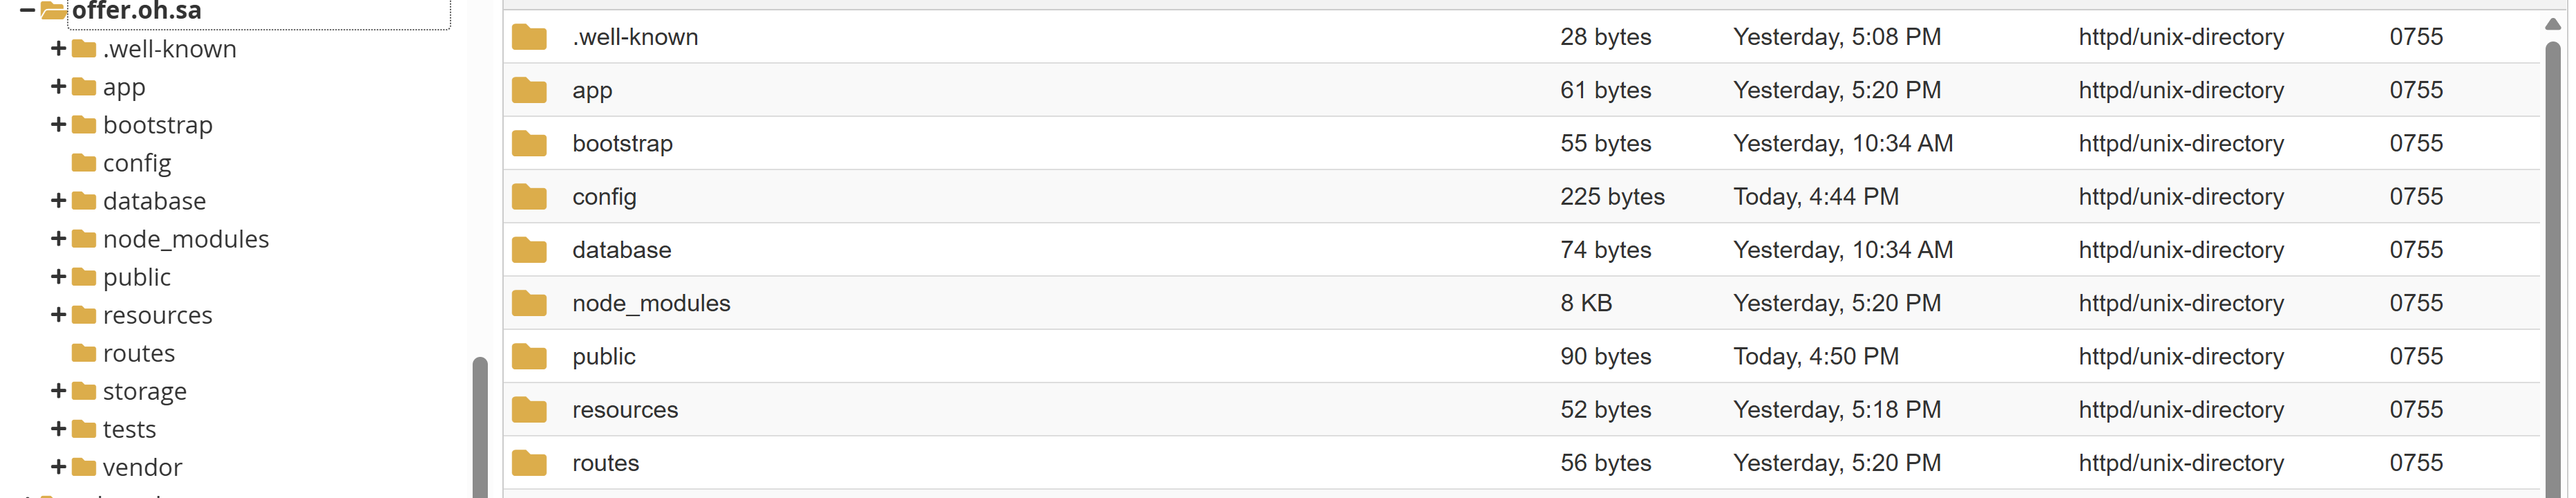 offer.oh.sa
.well-known
app
bootstrap
config
database
node_modules
public
resources
routes
storage
tests
vendor
.well-known 28 bytes Yesterday, 5:08 PM httpd/unix-directory 0755
app 61 bytes Yesterday, 5:20 PM httpd/unix-directory 0755
bootstrap 55 bytes Yesterday, 10:34 AM httpd/unix-directory 0755
config 225 bytes Today, 4:44 PM httpd/unix-directory 0755
database 74 bytes Yesterday, 10:34 AM httpd/unix-directory 0755
node_modules 8 KB Yesterday, 5:20 PM httpd/unix-directory 0755
public 90 bytes Today, 4:50 PM httpd/unix-directory 0755
resources 52 bytes Yesterday, 5:18 PM httpd/unix-directory 0755
routes 56 bytes Yesterday, 5:20 PM httpd/unix-directory 0755